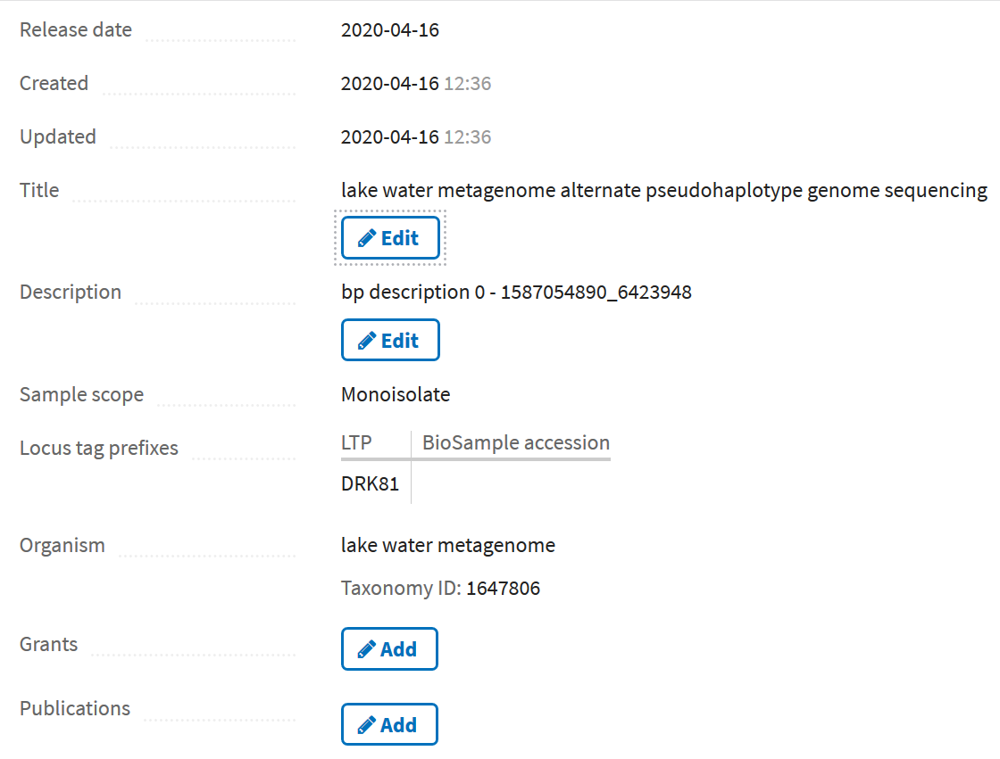 Release date 2020-04-16
Created 2020-04-16 12:36
Updated 2020-04-16 12:36
Title lake water metagenome alternate pseudohaplotype genome sequencing
Edit
Description bp description 0 - 1587054890_6423948
Edit
Sample scope Monoisolate
Locus tag prefixes LTP BioSample accession
DRK81
Organism lake water metagenome
Taxonomy ID: 1647806
Grants Add
Publications Add